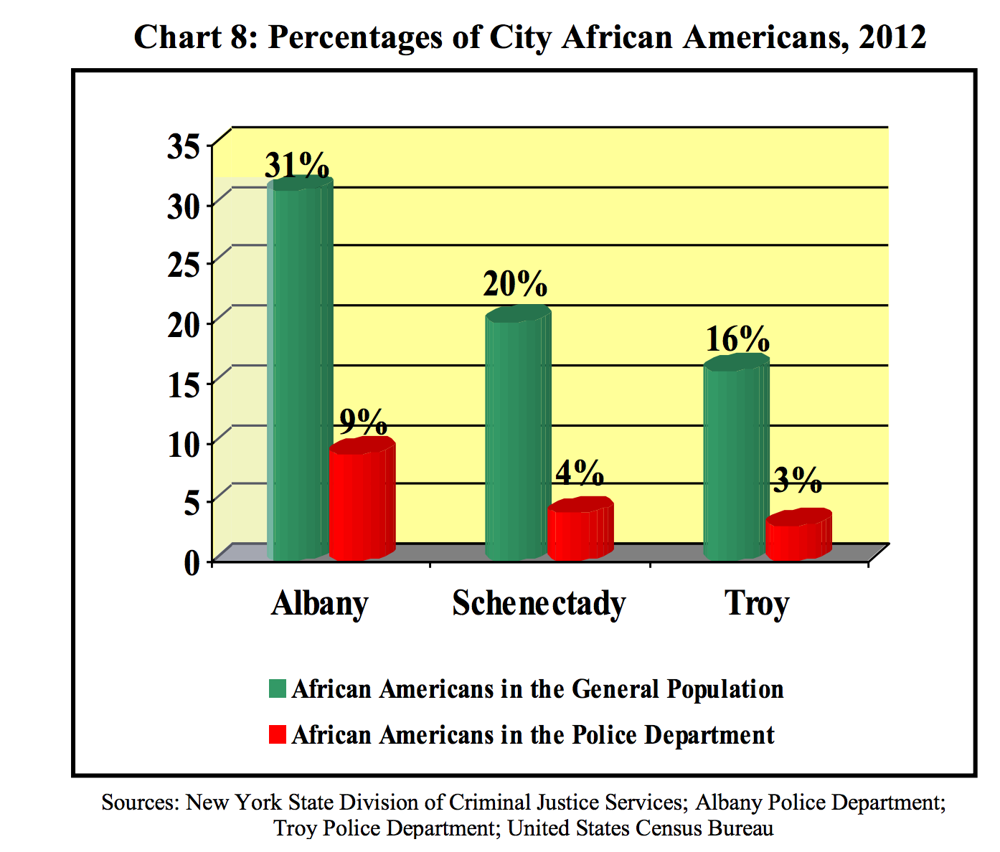 Chart 8: Percentages of City African Americans, 2012
35
30
25
20
15
10
5
0
31%
9%
20%
4%
16%
3%
Albany
Schenectady
Troy
African Americans in the General Population
African Americans in the Police Department
Sources: New York State Division of Criminal Justice Services; Albany Police Department;
Troy Police Department; United States Census Bureau